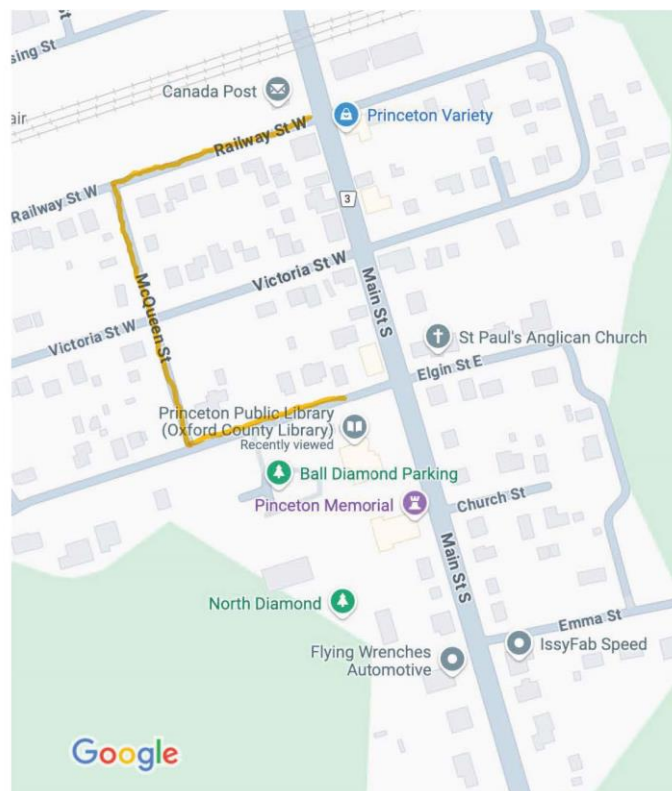 St
sing St
Canada Post
air
Princeton Variety
Railway St W
Railway St W
3
Victoria St W
McQueen St
Main St S
Victoria St W
St Paul's Anglican Church
Elgin St E
Princeton Public Library
(Oxford County Library)
Recently viewed
Ball Diamond Parking
Pinceton Memorial
Church St
Main St S
North Diamond
Emma St
IssyFab Speed
Flying Wrenches
Automotive
Google